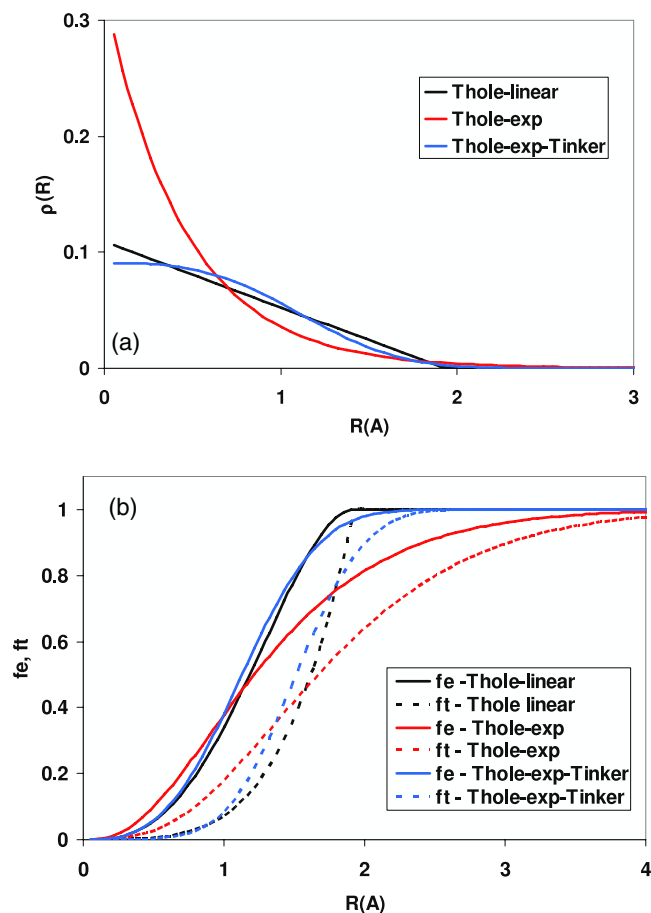 0.3
0.2
0.1
0
ρ(R)
Thole-linear
Thole-exp
Thole-exp-Tinker
(a)
0 1 2 3
R(A)
(b)
1
0.8
0.6
0.4
0.2
0
fe, ft
fe -Thole-linear
ft - Thole linear
fe - Thole-exp
ft - Thole-exp
fe - Thole-exp-Tinker
ft - Thole-exp-Tinker
0 1 2 3 4
R(A)